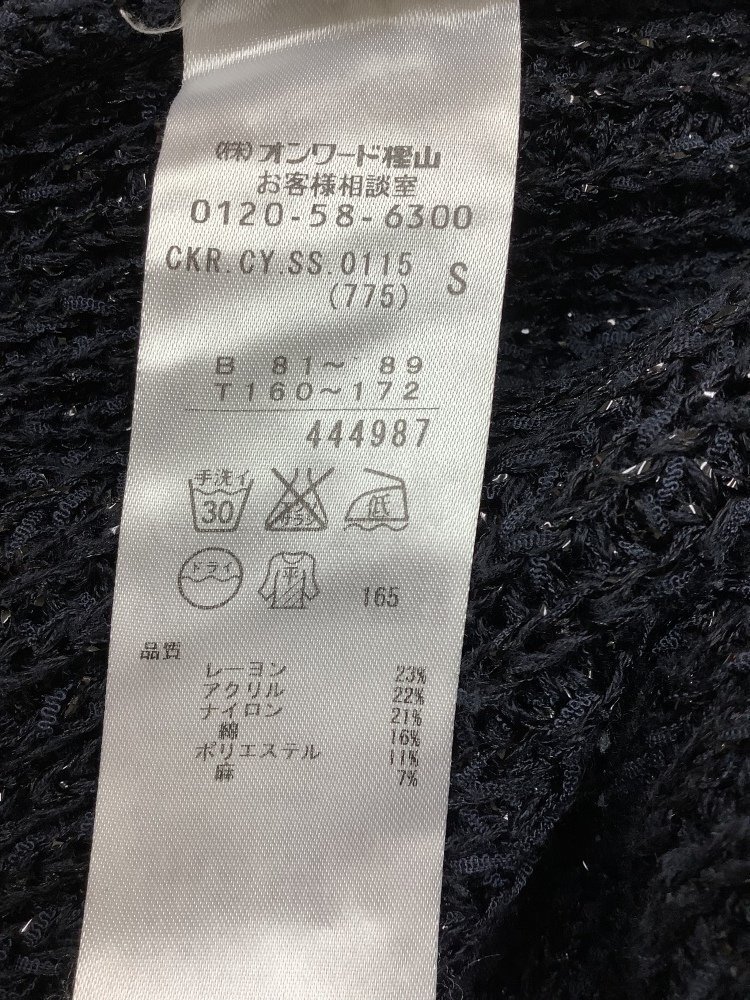 (株)オンワード樫山
お客様相談室
0120-58-6300
CKR.CY.SS.0115 S
(775)
B 81～89
T160～172
444987
手洗イ 30 サラシ 低
ドライ 平 165
品質
レーヨン 23%
アクリル 22%
ナイロン 21%
綿 16%
ポリエステル 11%
麻 7%